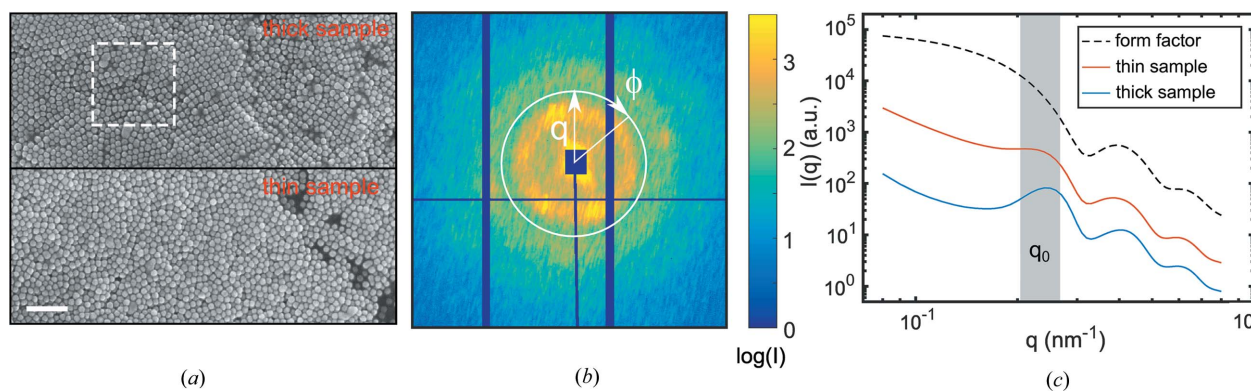 thick sample
thin sample
(a)
q
ϕ
3
2
1
0
log(I)
(b)
10⁵
10⁴
10³
10²
10¹
10⁰
I(q) (a.u.)
form factor
thin sample
thick sample
q₀
10⁻¹
10⁰
q (nm⁻¹)
(c)